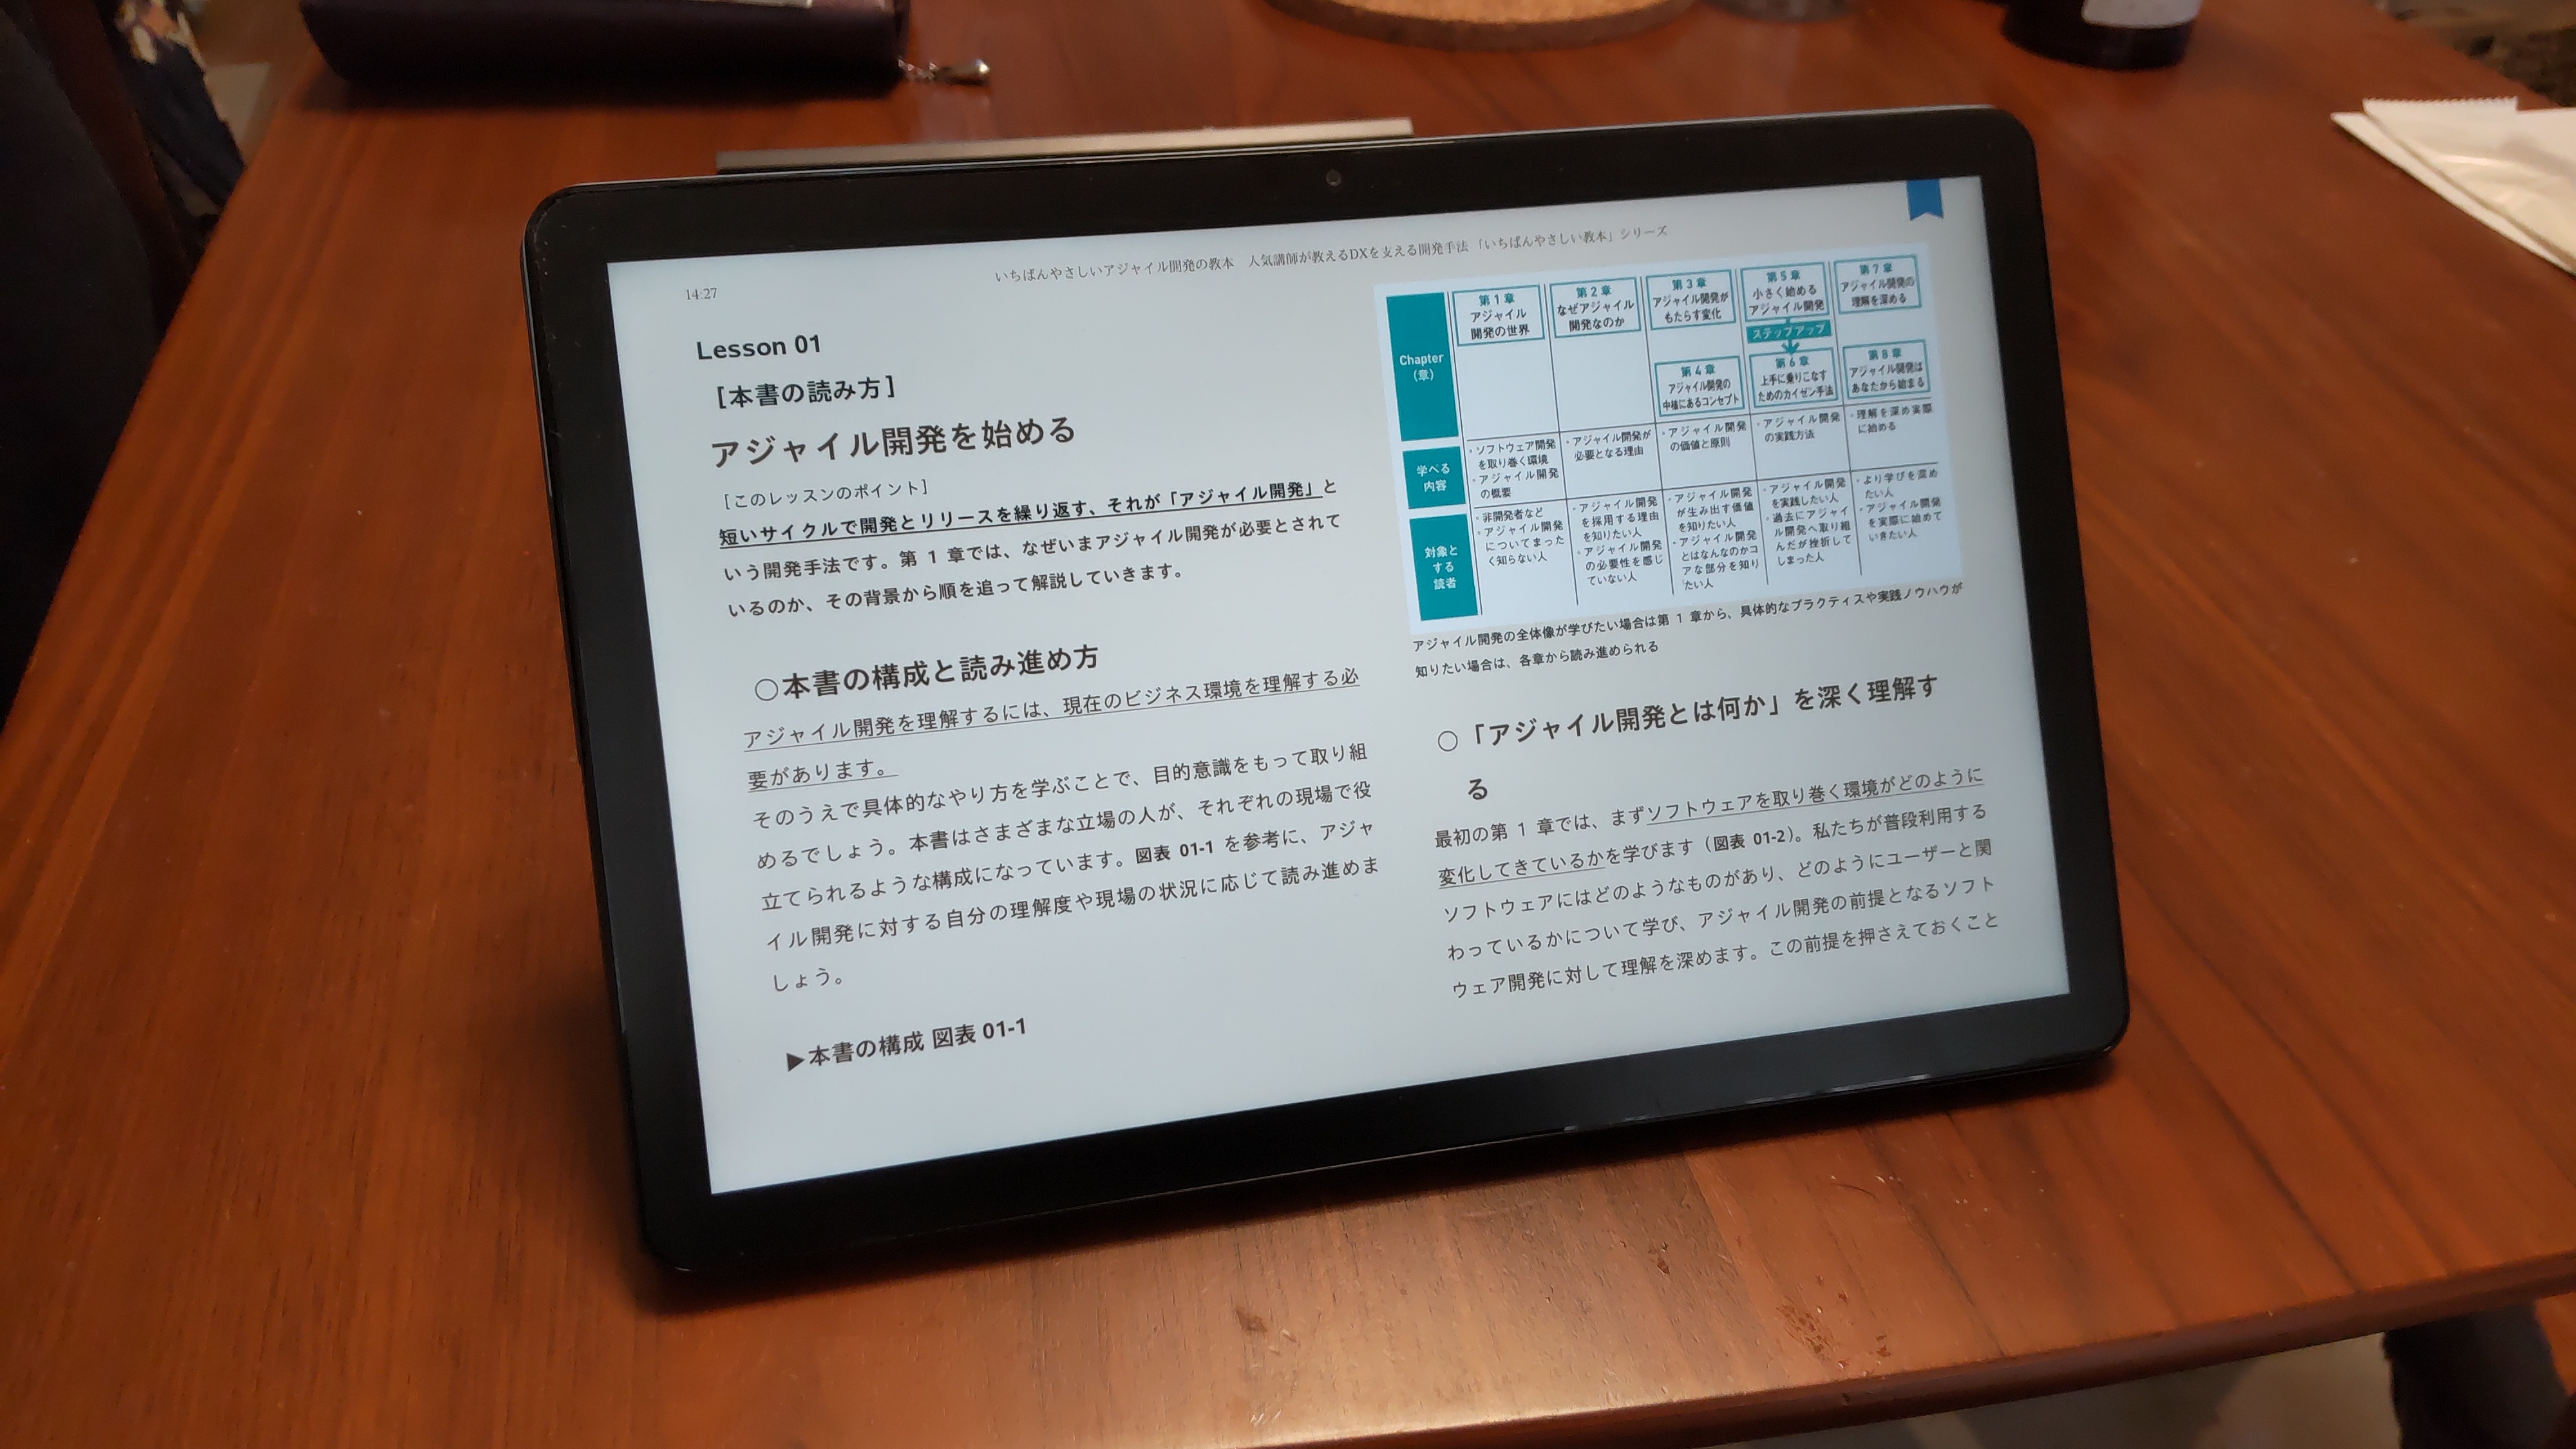 いちばんやさしいアジャイル開発の教本　人気講師が教えるDXを支える開発手法 「いちばんやさしい教本」シリーズ
14:27
Lesson 01
［本書の読み方］
アジャイル開発を始める
［このレッスンのポイント］
短いサイクルで開発とリリースを繰り返す、それが「アジャイル開発」と
いう開発手法です。第 1 章では、なぜいまアジャイル開発が必要とされて
いるのか、その背景から順を追って解説していきます。
○本書の構成と読み進め方
アジャイル開発を理解するには、現在のビジネス環境を理解する必
要があります。
そのうえで具体的なやり方を学ぶことで、目的意識をもって取り組
めるでしょう。本書はさまざまな立場の人が、それぞれの現場で役
立てられるような構成になっています。図表 01-1 を参考に、アジャ
イル開発に対する自分の理解度や現場の状況に応じて読み進めま
しょう。
▶本書の構成 図表 01-1
Chapter
(章)
第1章
アジャイル
開発の世界
第2章
なぜアジャイル
開発なのか
第3章
アジャイル開発が
もたらす変化
第4章
アジャイル開発の
中核にあるコンセプト
第5章
小さく始める
アジャイル開発
ステップアップ
第6章
上手に乗りこなす
ためのカイゼン手法
第7章
アジャイル開発の
理解を深める
第8章
アジャイル開発は
あなたから始まる
学べる
内容
・ソフトウェア開発
を取り巻く環境
・アジャイル開発
の概要
・アジャイル開発が
必要となる理由
・アジャイル開発
の価値と原則
・アジャイル開発
の実践方法
・理解を深め実際
に始める
対象と
する
読者
・非開発者など
・アジャイル開発
についてまった
く知らない人
・アジャイル開発
を採用する理由
を知りたい人
・アジャイル開発
の必要性を感じ
ていない人
・アジャイル開発
が生み出す価値
を知りたい人
・アジャイル開発
とはなんなのかコ
アな部分を知り
たい人
・アジャイル開発
を実践したい人
・過去にアジャイ
ル開発へ取り組
んだが挫折して
しまった人
・より学びを深め
たい人
・アジャイル開発
を実際に始めて
いきたい人
アジャイル開発の全体像が学びたい場合は第 1 章から、具体的なプラクティスや実践ノウハウが
知りたい場合は、各章から読み進められる
○「アジャイル開発とは何か」を深く理解す
る
最初の第 1 章では、まずソフトウェアを取り巻く環境がどのように
変化してきているかを学びます（図表 01-2）。私たちが普段利用する
ソフトウェアにはどのようなものがあり、どのようにユーザーと関
わっているかについて学び、アジャイル開発の前提となるソフト
ウェア開発に対して理解を深めます。この前提を押さえておくこと